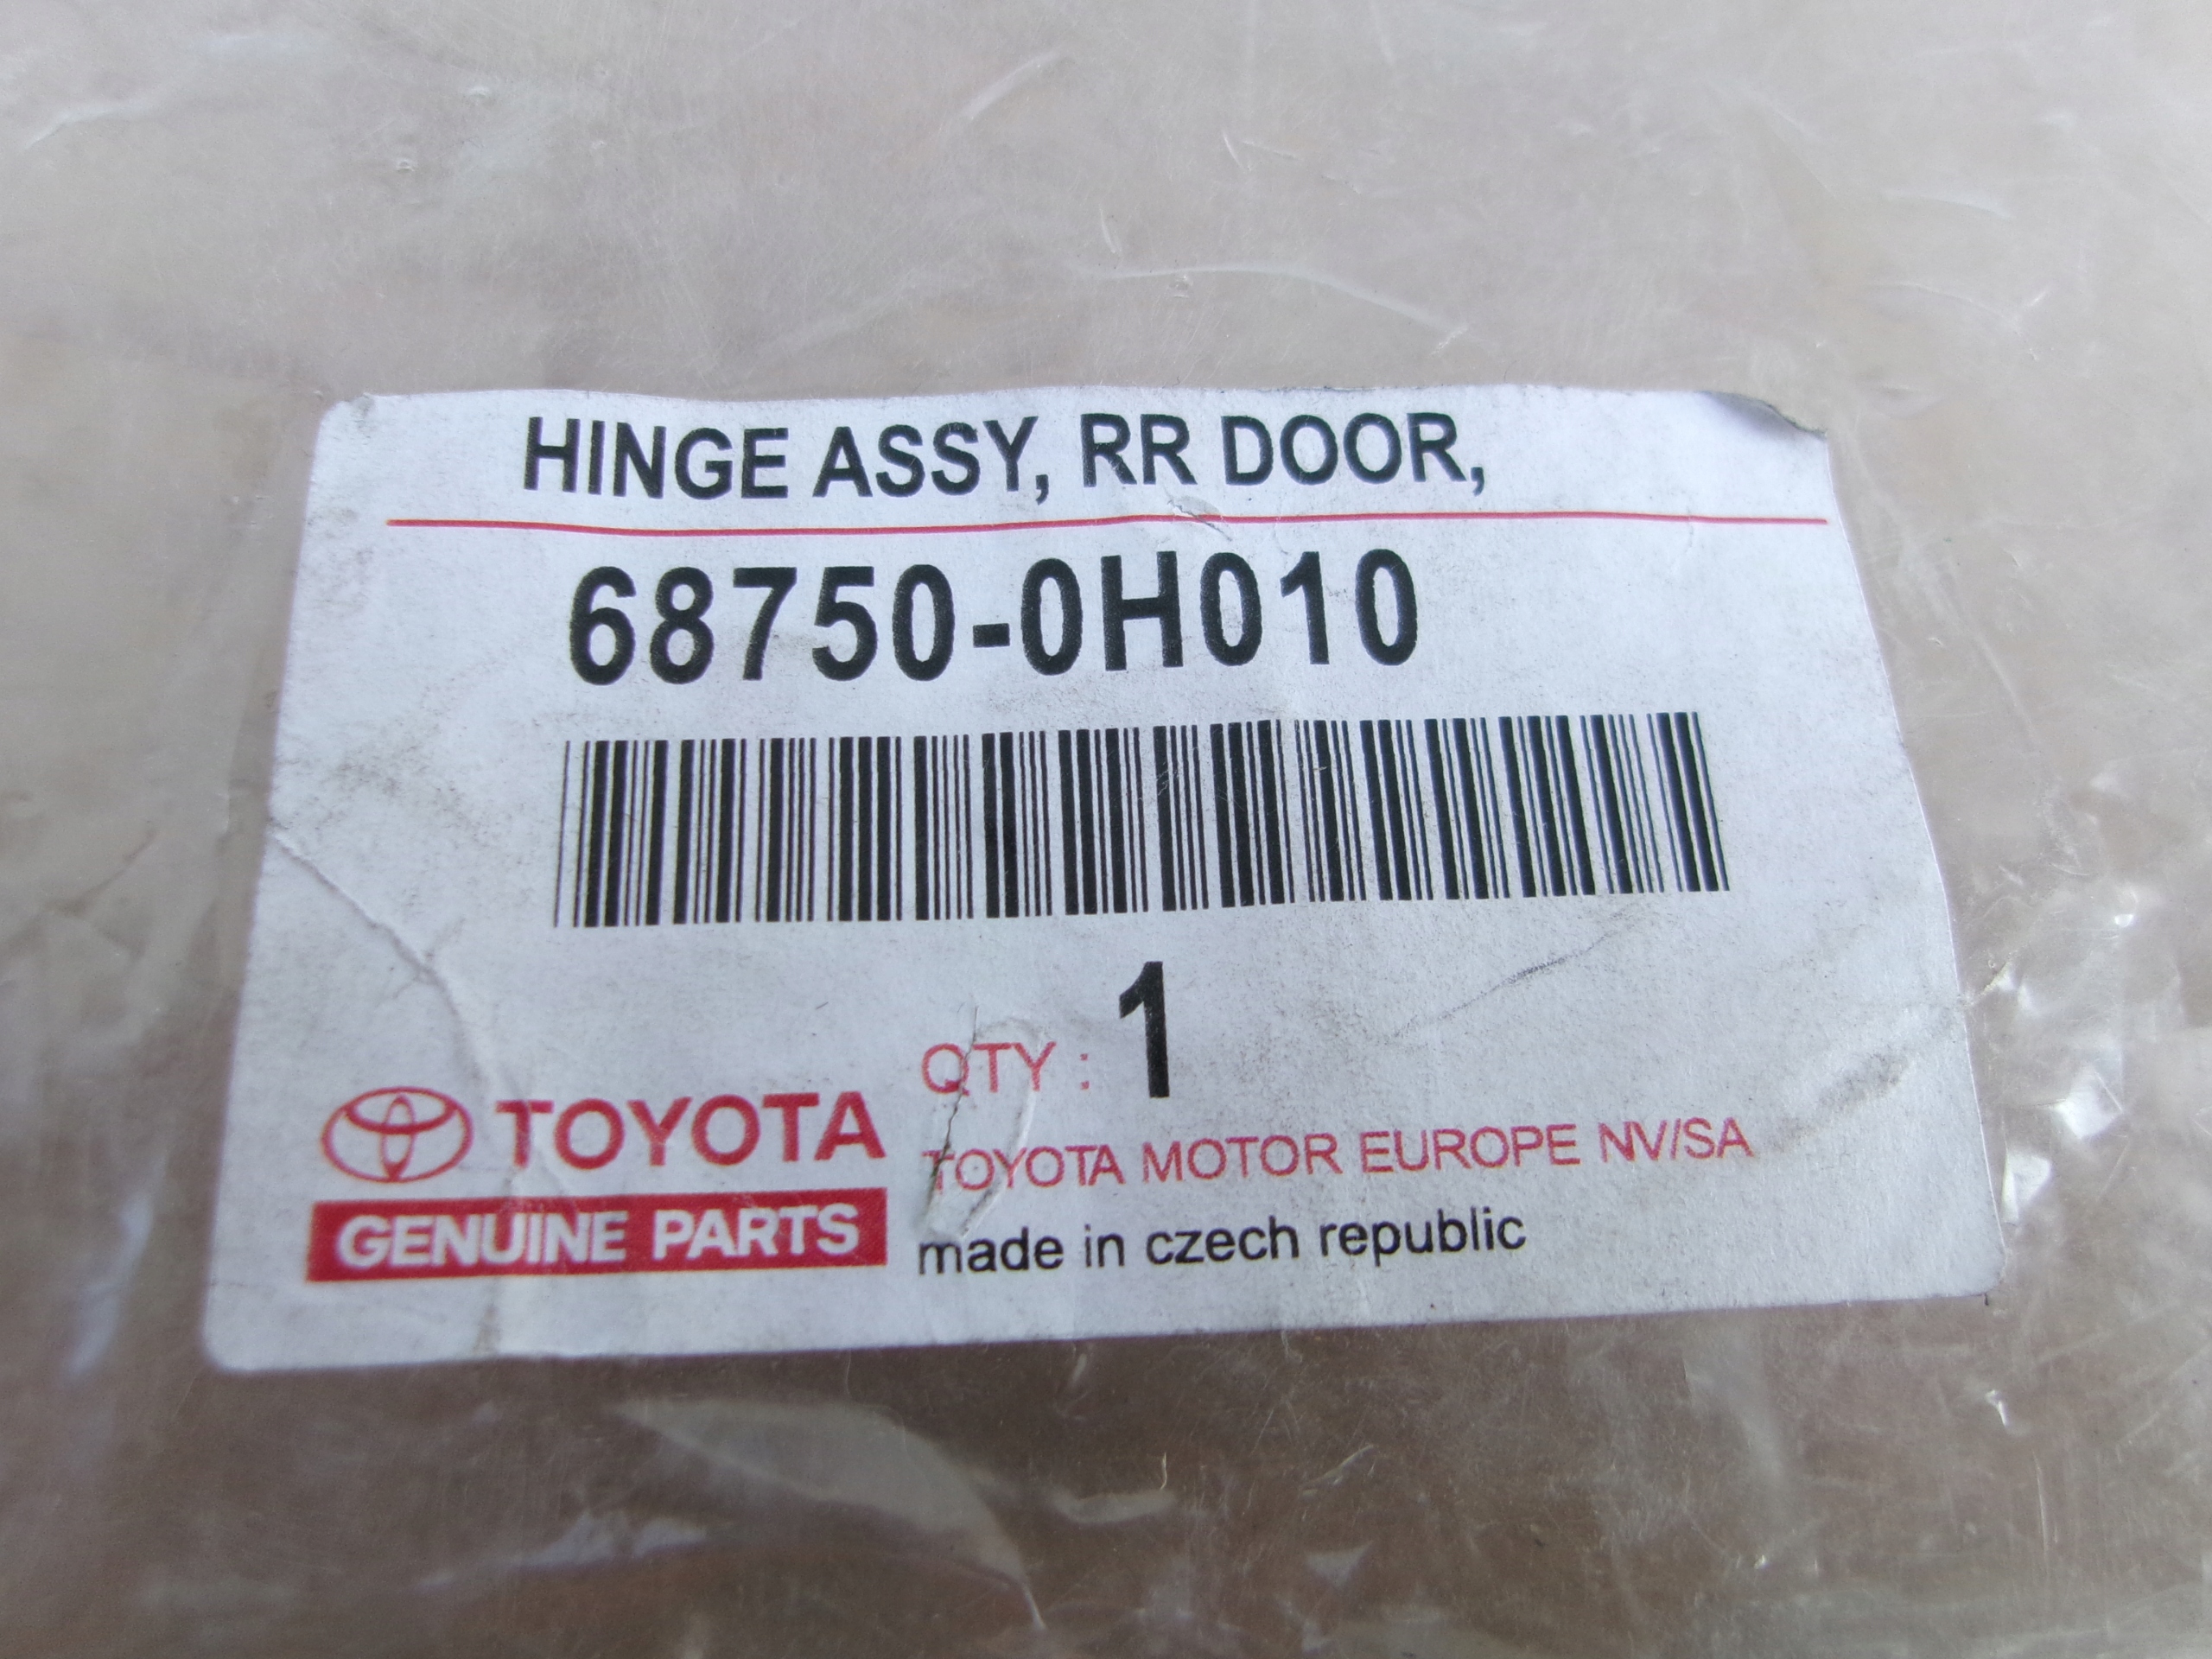 HINGE ASSY, RR DOOR,
68750-0H010
QTY : 1
TOYOTA
TOYOTA MOTOR EUROPE NV/SA
GENUINE PARTS
made in czech republic